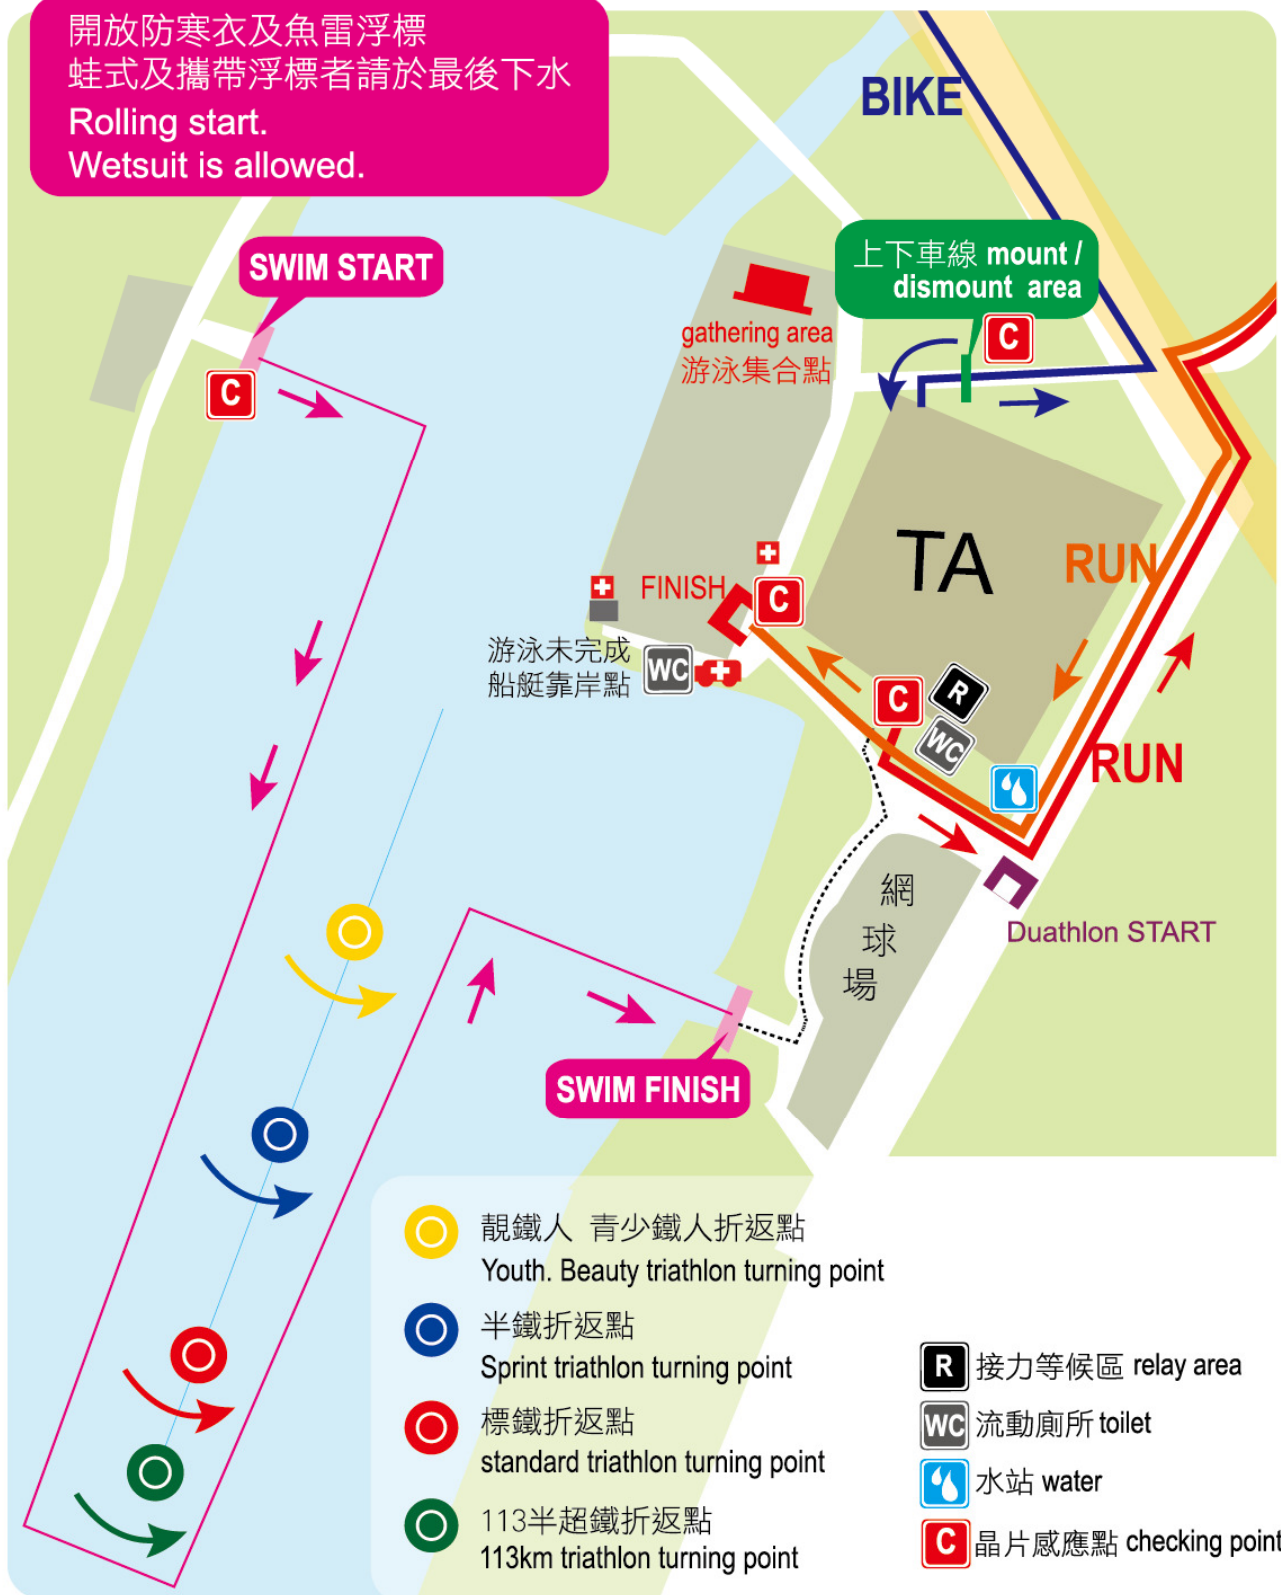 開放防寒衣及魚雷浮標
蛙式及攜帶浮標者請於最後下水
Rolling start.
Wetsuit is allowed.
BIKE
SWIM START
上下車線 mount /
dismount area
C
gathering area
游泳集合點
C
TA
RUN
FINISH
C
游泳未完成
船艇靠岸點
WC
C
R
WC
RUN
網
球
場
Duathlon START
SWIM FINISH
靚鐵人 青少鐵人折返點
Youth. Beauty triathlon turning point
半鐵折返點
Sprint triathlon turning point
標鐵折返點
standard triathlon turning point
113半超鐵折返點
113km triathlon turning point
R 接力等候區 relay area
WC 流動廁所 toilet
水站 water
C 晶片感應點 checking point